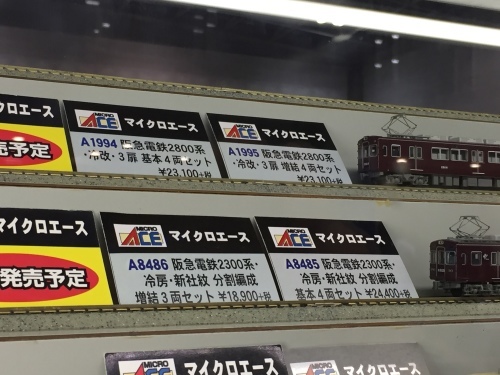 マイクロエース
売予定
MICRO ACE マイクロエース
A1994 阪急電鉄2800系
・冷改・3扉 基本4両セット
¥23,100+税
MICRO ACE マイクロエース
A1995 阪急電鉄2800系
・冷改・3扉 増結4両セット
¥23,100+税
マイクロエース
発売予定
MICRO ACE マイクロエース
A8486 阪急電鉄2300系・
冷房・新社紋 分割編成
増結3両セット ¥18,900+税
MICRO ACE マイクロエース
A8485 阪急電鉄2300系・
冷房・新社紋 分割編成
基本4両セット ¥24,400+税
MICRO ACE マイクロエース
MICRO マイクロエース